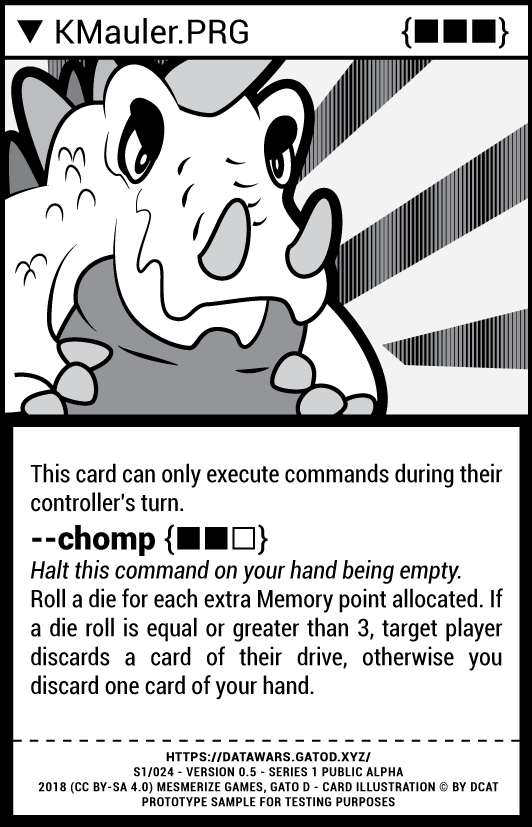 ▼ KMauler.PRG {■■■}
This card can only execute commands during their
controller's turn.
--chomp {■■□}
Halt this command on your hand being empty.
Roll a die for each extra Memory point allocated. If
a die roll is equal or greater than 3, target player
discards a card of their drive, otherwise you
discard one card of your hand.
HTTPS://DATAWARS.GATOD.XYZ/
S1/024 - VERSION 0.5 - SERIES 1 PUBLIC ALPHA
2018 (CC BY-SA 4.0) MESMERIZE GAMES, GATO D - CARD ILLUSTRATION © BY DCAT
PROTOTYPE SAMPLE FOR TESTING PURPOSES